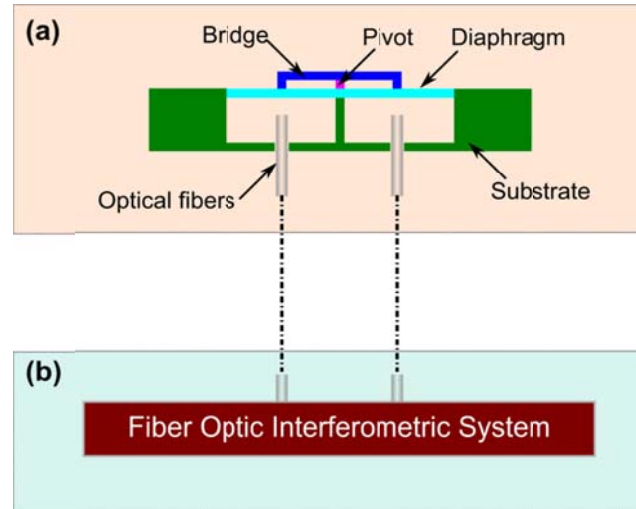 (a)
Bridge
Pivot
Diaphragm
Optical fibers
Substrate
(b)
Fiber Optic Interferometric System